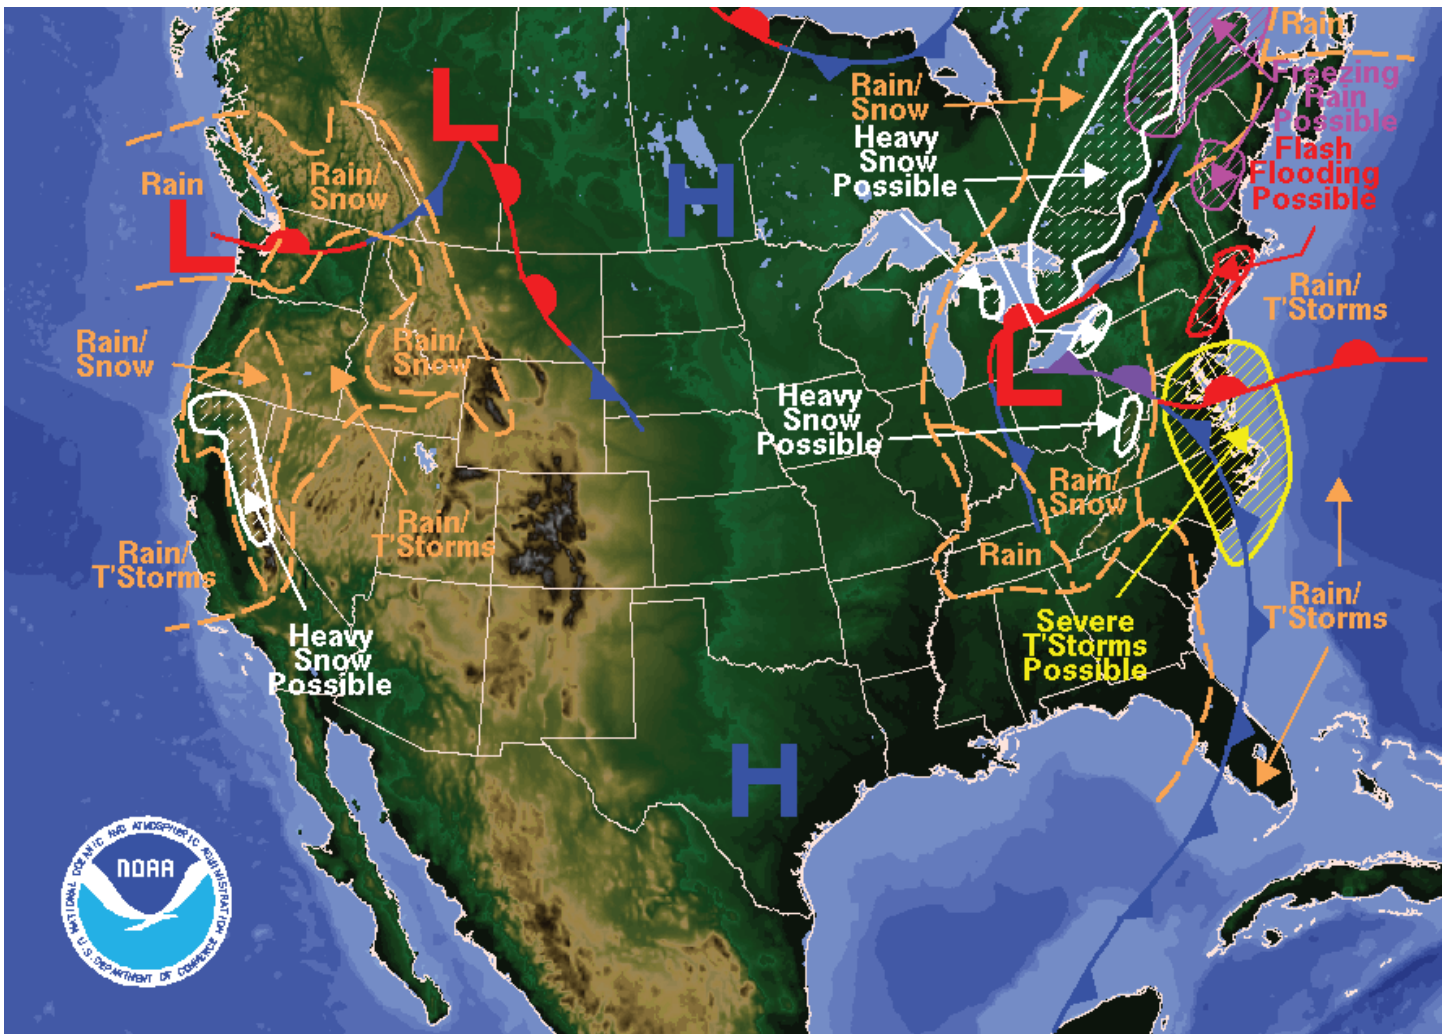 Rain
Rain/
Snow
Freezing
Rain
Possible
Heavy
Snow
Possible
Flash
Flooding
Possible
L
Rain/
Snow
Rain
L
H
Rain/
T'Storms
Rain/
Snow
Rain/
Snow
L
Heavy
Snow
Possible
Rain/
Snow
Rain/
T'Storms
Rain/
T'Storms
Rain
Rain/
T'Storms
Severe
T'Storms
Possible
Heavy
Snow
Possible
H
NATIONAL OCEANIC AND ATMOSPHERIC ADMINISTRATION
NOAA
U.S. DEPARTMENT OF COMMERCE